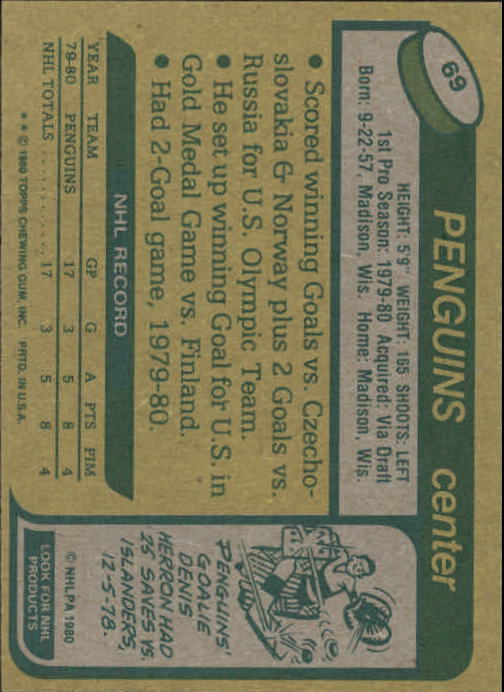 69
PENGUINS center
HEIGHT: 5'9" WEIGHT: 165 SHOOTS: LEFT
1st Pro Season: 1979-80 Acquired: Via Draft
Born: 9-22-57, Madison, Wis. Home: Madison, Wis.
• Scored winning Goals vs. Czecho-
slovakia & Norway plus 2 Goals vs.
Russia for U.S. Olympic Team.
• He set up winning Goal for U.S. in
Gold Medal Game vs. Finland.
• Had 2-Goal game, 1979-80.
NHL RECORD
YEAR TEAM GP G A PTS PIM
79-80 PENGUINS 17 3 5 8 4
NHL TOTALS 17 3 5 8 4
* * © 1980 TOPPS CHEWING GUM, INC. PRTD. IN U.S.A.
PENGUINS'
GOALIE
DENIS
HERRON HAD
25 SAVES VS.
ISLANDERS,
12-5-78.
© NHLPA 1980
LOOK FOR NHL
PRODUCTS